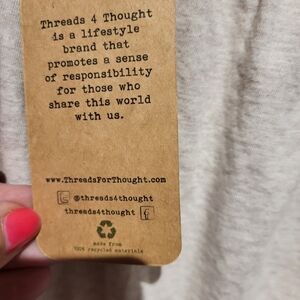 Threads 4 Thought
is a lifestyle
brand that
promotes a sense
of responsibility
for those who
share this world
with us.
www.ThreadsForThought.com
@threads4thought
threads4thought f
made from
100% recycled materials